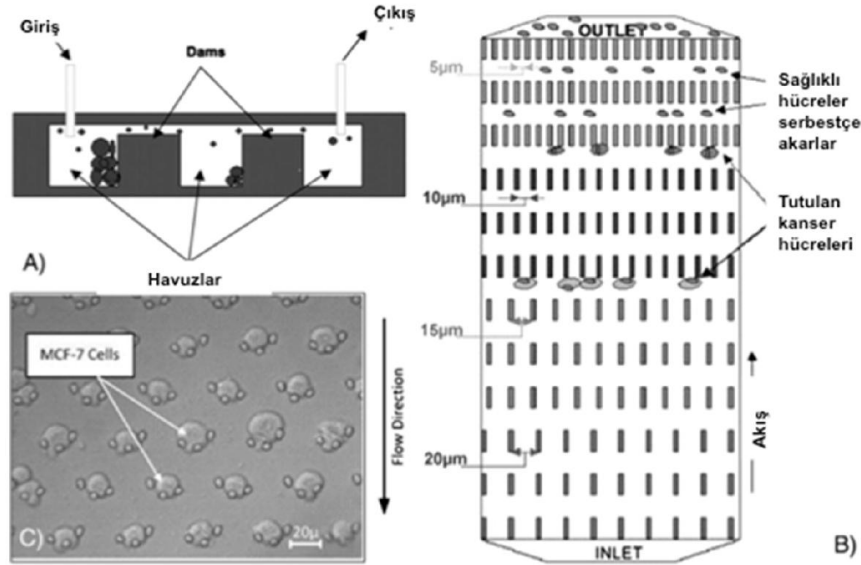 A)
Giriş
Çıkış
Dams
Havuzlar
C)
MCF-7 Cells
20µ
Flow Direction
OUTLEY
5µm
Sağlıklı
hücreler
serbestçe
akarlar
10µm
Tutulan
kanser
hücreleri
15µm
20µm
Akış
INLET
B)